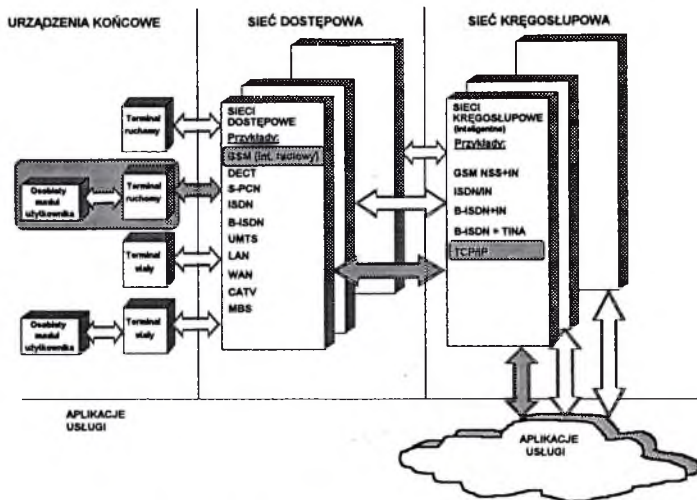 URZĄDZENIA KOŃCOWE
SIEĆ DOSTĘPOWA
SIEĆ KRĘGOSŁUPOWA
Terminal
ruchomy
Osobisty
moduł
użytkownika
Terminal
ruchomy
Terminal
stały
Osobisty
moduł
użytkownika
Terminal
stały
SIECI
DOSTĘPOWE
Przykłady:
GSM (int. radiowy)
DECT
S-PCN
ISDN
B-ISDN
UMTS
LAN
WAN
CATV
MBS
SIECI
KRĘGOSŁUPOWE
(inteligentne)
Przykłady:
GSM NSS+IN
ISDN/IN
B-ISDN+IN
B-ISDN + TINA
TCP/IP
APLIKACJE
USŁUGI
APLIKACJE
USŁUGI